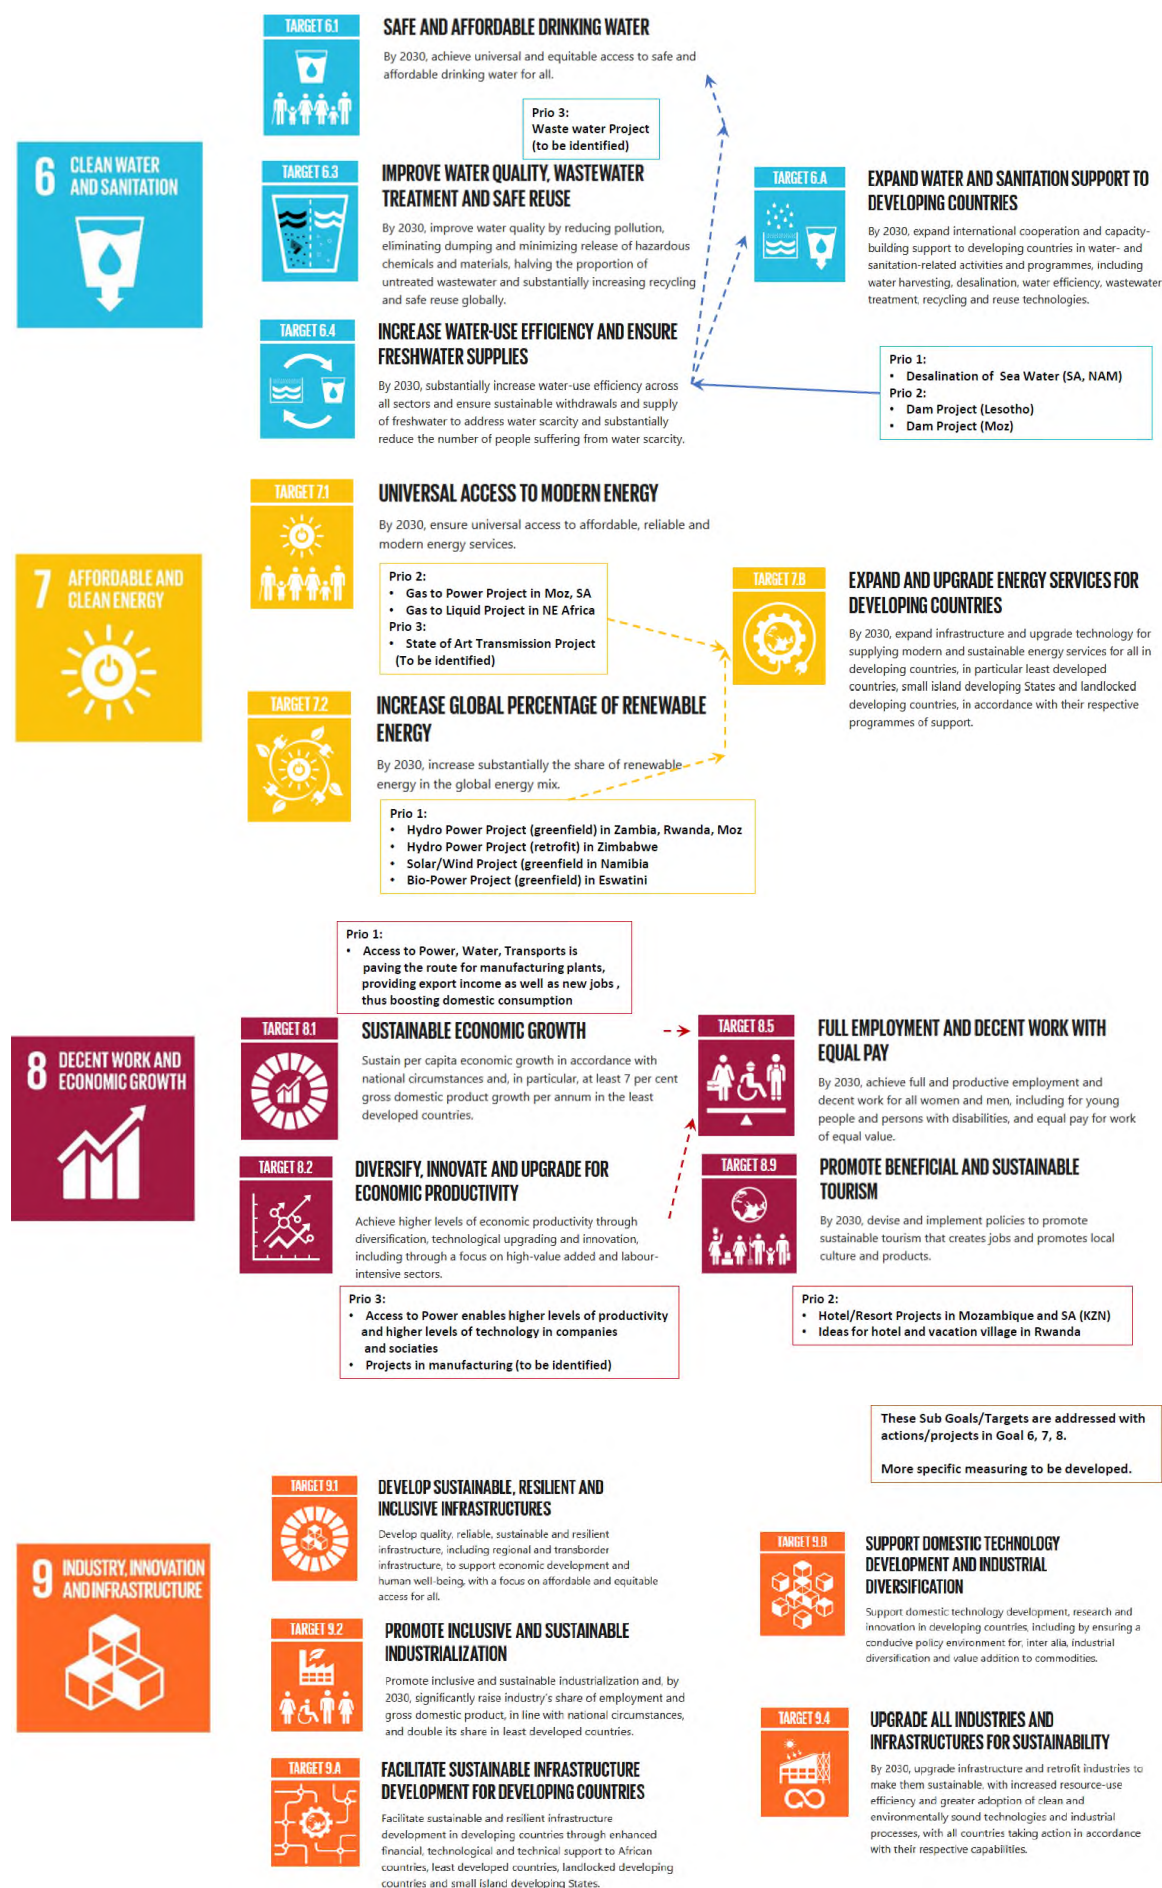 TARGET 6.1
SAFE AND AFFORDABLE DRINKING WATER
By 2030, achieve universal and equitable access to safe and
affordable drinking water for all.
Prio 3:
Waste water Project
(to be identified)
6 CLEAN WATER
AND SANITATION
TARGET 6.3
IMPROVE WATER QUALITY, WASTEWATER
TREATMENT AND SAFE REUSE
By 2030, improve water quality by reducing pollution,
eliminating dumping and minimizing release of hazardous
chemicals and materials, halving the proportion of
untreated wastewater and substantially increasing recycling
and safe reuse globally.
TARGET 6.A
EXPAND WATER AND SANITATION SUPPORT TO
DEVELOPING COUNTRIES
By 2030, expand international cooperation and capacity-
building support to developing countries in water- and
sanitation-related activities and programmes, including
water harvesting, desalination, water efficiency, wastewater
treatment, recycling and reuse technologies.
TARGET 6.4
INCREASE WATER-USE EFFICIENCY AND ENSURE
FRESHWATER SUPPLIES
By 2030, substantially increase water-use efficiency across
all sectors and ensure sustainable withdrawals and supply
of freshwater to address water scarcity and substantially
reduce the number of people suffering from water scarcity.
Prio 1:
• Desalination of Sea Water (SA, NAM)
Prio 2:
• Dam Project (Lesotho)
• Dam Project (Moz)
TARGET 7.1
UNIVERSAL ACCESS TO MODERN ENERGY
By 2030, ensure universal access to affordable, reliable and
modern energy services.
7 AFFORDABLE AND
CLEAN ENERGY
Prio 2:
• Gas to Power Project in Moz, SA
• Gas to Liquid Project in NE Africa
Prio 3:
• State of Art Transmission Project
(To be identified)
TARGET 7.B
EXPAND AND UPGRADE ENERGY SERVICES FOR
DEVELOPING COUNTRIES
By 2030, expand infrastructure and upgrade technology for
supplying modern and sustainable energy services for all in
developing countries, in particular least developed
countries, small island developing States and landlocked
developing countries, in accordance with their respective
programmes of support.
TARGET 7.2
INCREASE GLOBAL PERCENTAGE OF RENEWABLE
ENERGY
By 2030, increase substantially the share of renewable
energy in the global energy mix.
Prio 1:
• Hydro Power Project (greenfield) in Zambia, Rwanda, Moz
• Hydro Power Project (retrofit) in Zimbabwe
• Solar/Wind Project (greenfield in Namibia
• Bio-Power Project (greenfield) in Eswatini
Prio 1:
• Access to Power, Water, Transports is
paving the route for manufacturing plants,
providing export income as well as new jobs ,
thus boosting domestic consumption
8 DECENT WORK AND
ECONOMIC GROWTH
TARGET 8.1
SUSTAINABLE ECONOMIC GROWTH
Sustain per capita economic growth in accordance with
national circumstances and, in particular, at least 7 per cent
gross domestic product growth per annum in the least
developed countries.
TARGET 8.5
FULL EMPLOYMENT AND DECENT WORK WITH
EQUAL PAY
By 2030, achieve full and productive employment and
decent work for all women and men, including for young
people and persons with disabilities, and equal pay for work
of equal value.
TARGET 8.2
DIVERSIFY, INNOVATE AND UPGRADE FOR
ECONOMIC PRODUCTIVITY
Achieve higher levels of economic productivity through
diversification, technological upgrading and innovation,
including through a focus on high-value added and labour-
intensive sectors.
TARGET 8.9
PROMOTE BENEFICIAL AND SUSTAINABLE
TOURISM
By 2030, devise and implement policies to promote
sustainable tourism that creates jobs and promotes local
culture and products.
Prio 3:
• Access to Power enables higher levels of productivity
and higher levels of technology in companies
and sociaties
• Projects in manufacturing (to be identified)
Prio 2:
• Hotel/Resort Projects in Mozambique and SA (KZN)
• Ideas for hotel and vacation village in Rwanda
These Sub Goals/Targets are addressed with
actions/projects in Goal 6, 7, 8.
More specific measuring to be developed.
9 INDUSTRY, INNOVATION
AND INFRASTRUCTURE
TARGET 9.1
DEVELOP SUSTAINABLE, RESILIENT AND
INCLUSIVE INFRASTRUCTURES
Develop quality, reliable, sustainable and resilient
infrastructure, including regional and transborder
infrastructure, to support economic development and
human well-being, with a focus on affordable and equitable
access for all.
TARGET 9.B
SUPPORT DOMESTIC TECHNOLOGY
DEVELOPMENT AND INDUSTRIAL
DIVERSIFICATION
Support domestic technology development, research and
innovation in developing countries, including by ensuring a
conducive policy environment for, inter alia, industrial
diversification and value addition to commodities.
TARGET 9.2
PROMOTE INCLUSIVE AND SUSTAINABLE
INDUSTRIALIZATION
Promote inclusive and sustainable industrialization and, by
2030, significantly raise industry's share of employment and
gross domestic product, in line with national circumstances,
and double its share in least developed countries.
TARGET 9.4
UPGRADE ALL INDUSTRIES AND
INFRASTRUCTURES FOR SUSTAINABILITY
By 2030, upgrade infrastructure and retrofit industries to
make them sustainable, with increased resource-use
efficiency and greater adoption of clean and
environmentally sound technologies and industrial
processes, with all countries taking action in accordance
with their respective capabilities.
TARGET 9.A
FACILITATE SUSTAINABLE INFRASTRUCTURE
DEVELOPMENT FOR DEVELOPING COUNTRIES
Facilitate sustainable and resilient infrastructure
development in developing countries through enhanced
financial, technological and technical support to African
countries, least developed countries, landlocked developing
countries and small island developing States.